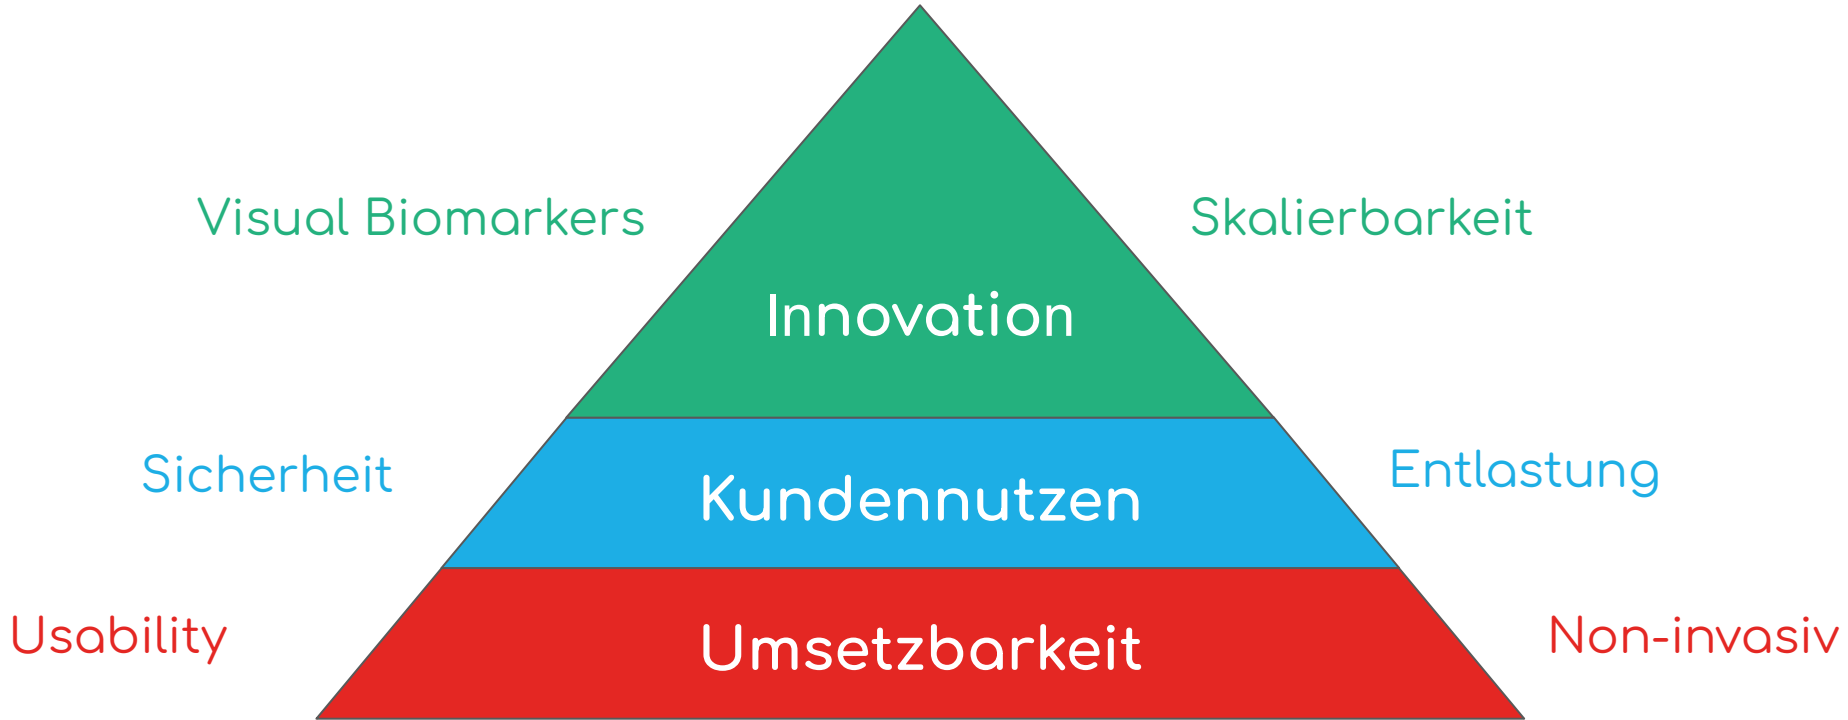 Visual Biomarkers
Skalierbarkeit
Innovation
Sicherheit
Entlastung
Kundennutzen
Usability
Non-invasiv
Umsetzbarkeit